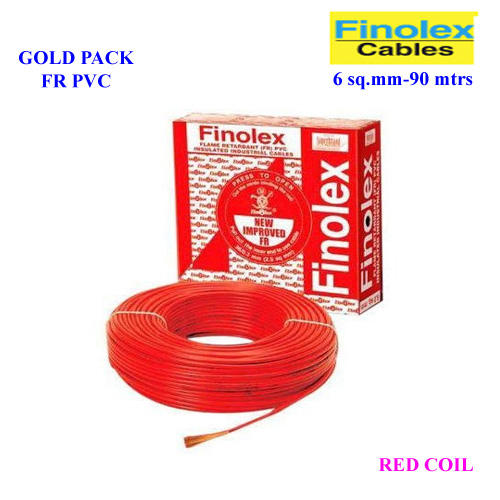 GOLD PACK
FR PVC
Finolex
Cables
6 sq.mm-90 mtrs
Finolex
FLAME RETARDANT (FR) PVC
INSULATED INDUSTRIAL CABLES
PRESS TO OPEN
Finolex
NEW
IMPROVED
FR
Finolex
RED COIL